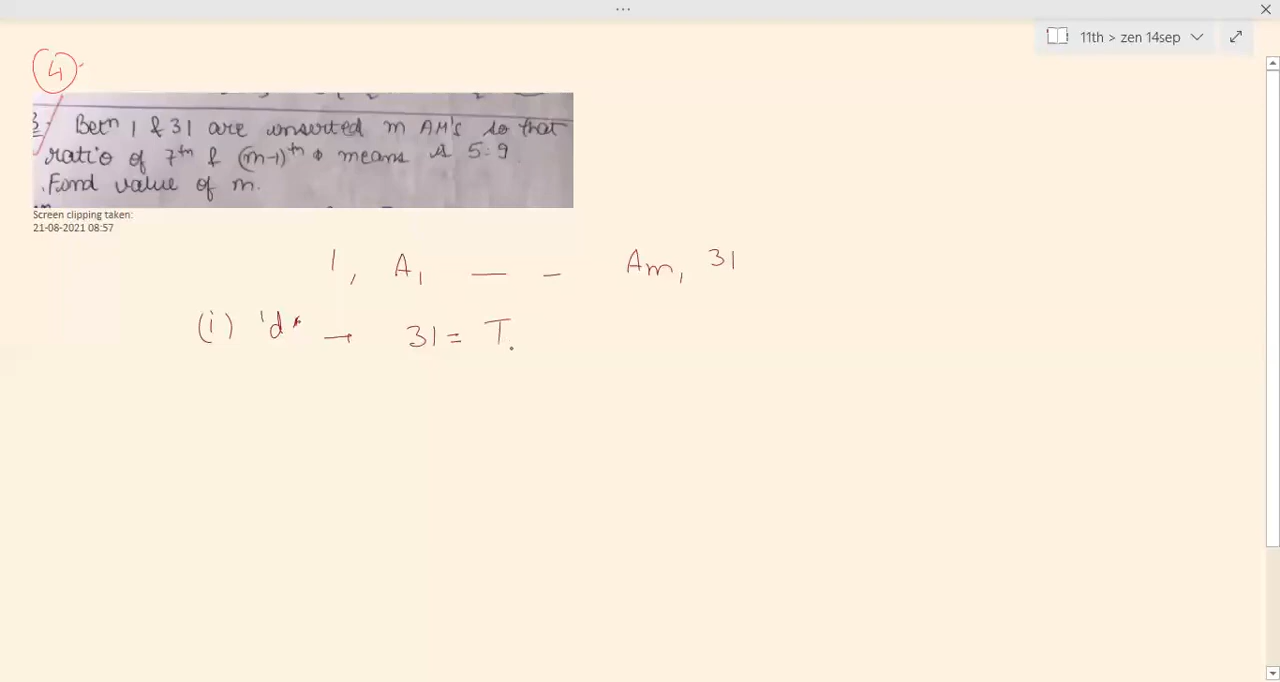 ...
11th > zen 14sep
4
3. Betn 1 & 31 are inserted m AM's so that
ratio of 7th & (m-1)th means is 5:9
Find value of m.
Screen clipping taken:
21-08-2021 08:57
1, A1 — - Am, 31
(i) 'd' → 31 = T.